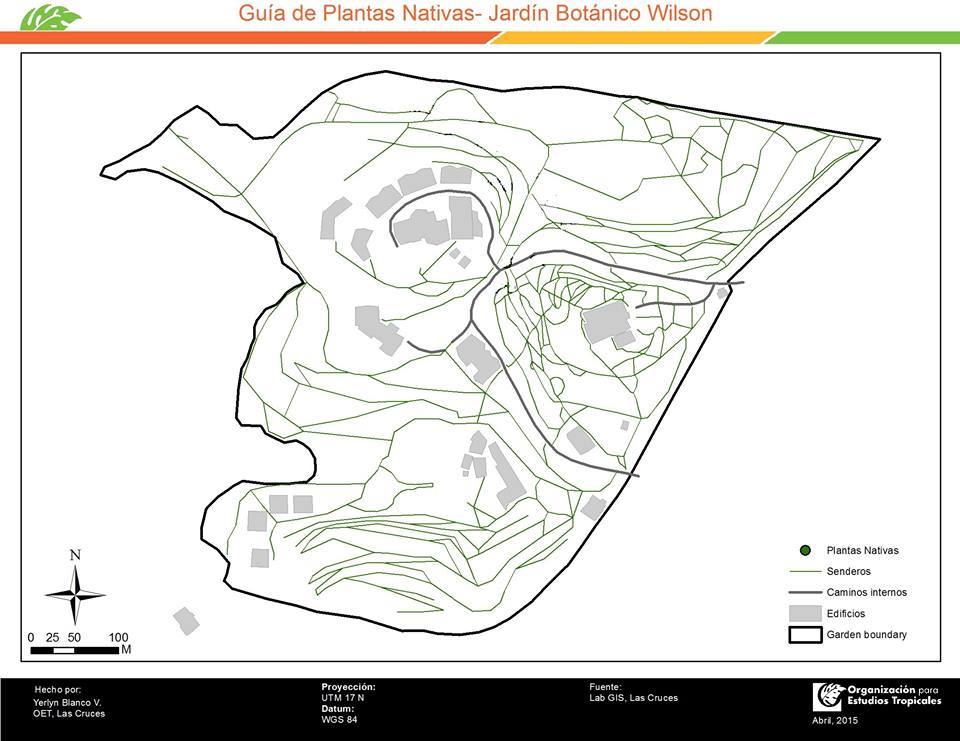 Guía de Plantas Nativas- Jardín Botánico Wilson
N
0 25 50 100
M
Plantas Nativas
Senderos
Caminos internos
Edificios
Garden boundary
Hecho por:
Yerlyn Blanco V.
OET, Las Cruces
Proyección:
UTM 17 N
Datum:
WGS 84
Fuente:
Lab GIS, Las Cruces
Organización para
Estudios Tropicales
Abril, 2015